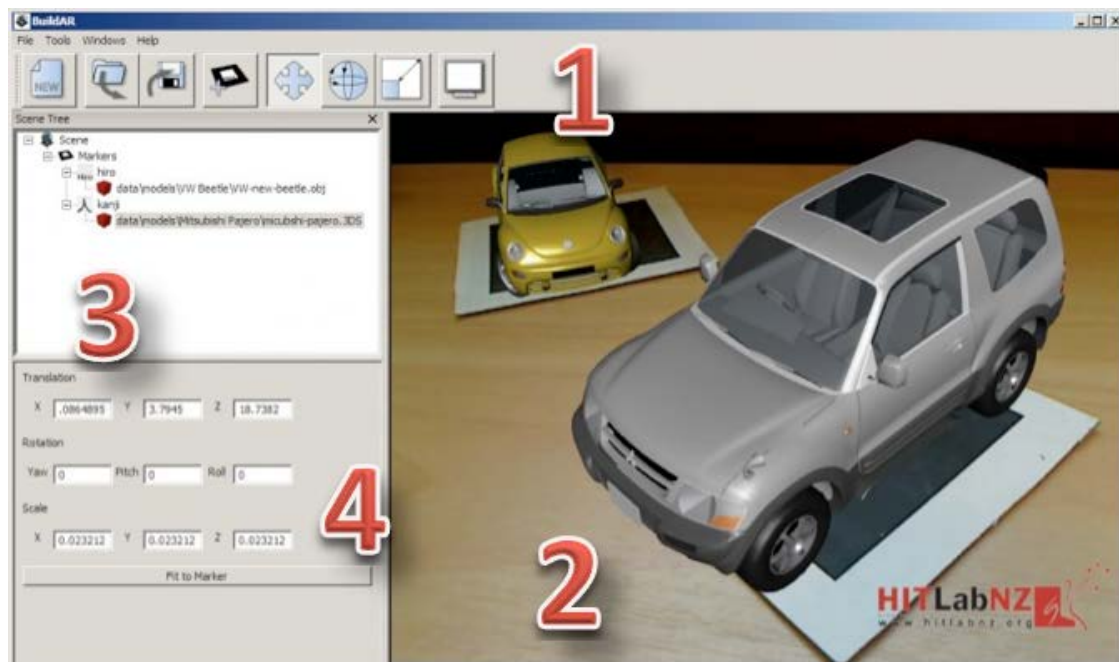 BuildAR
File Tools Windows Help
NEW
1
Scene Tree
Scene
Markers
Hiro hiro
data\models\VW Beetle\VW-new-beetle.obj
人 kanji
data\models\Mitsubishi Pajero\micubshi-pajero.3DS
3
Translation
X .0864895 Y 3.7945 Z 18.7382
Rotation
Yaw 0 Pitch 0 Roll 0
4
Scale
X 0.023212 Y 0.023212 Z 0.023212
Fit to Marker
2
HITLabNZ
www.hitlabnz.org